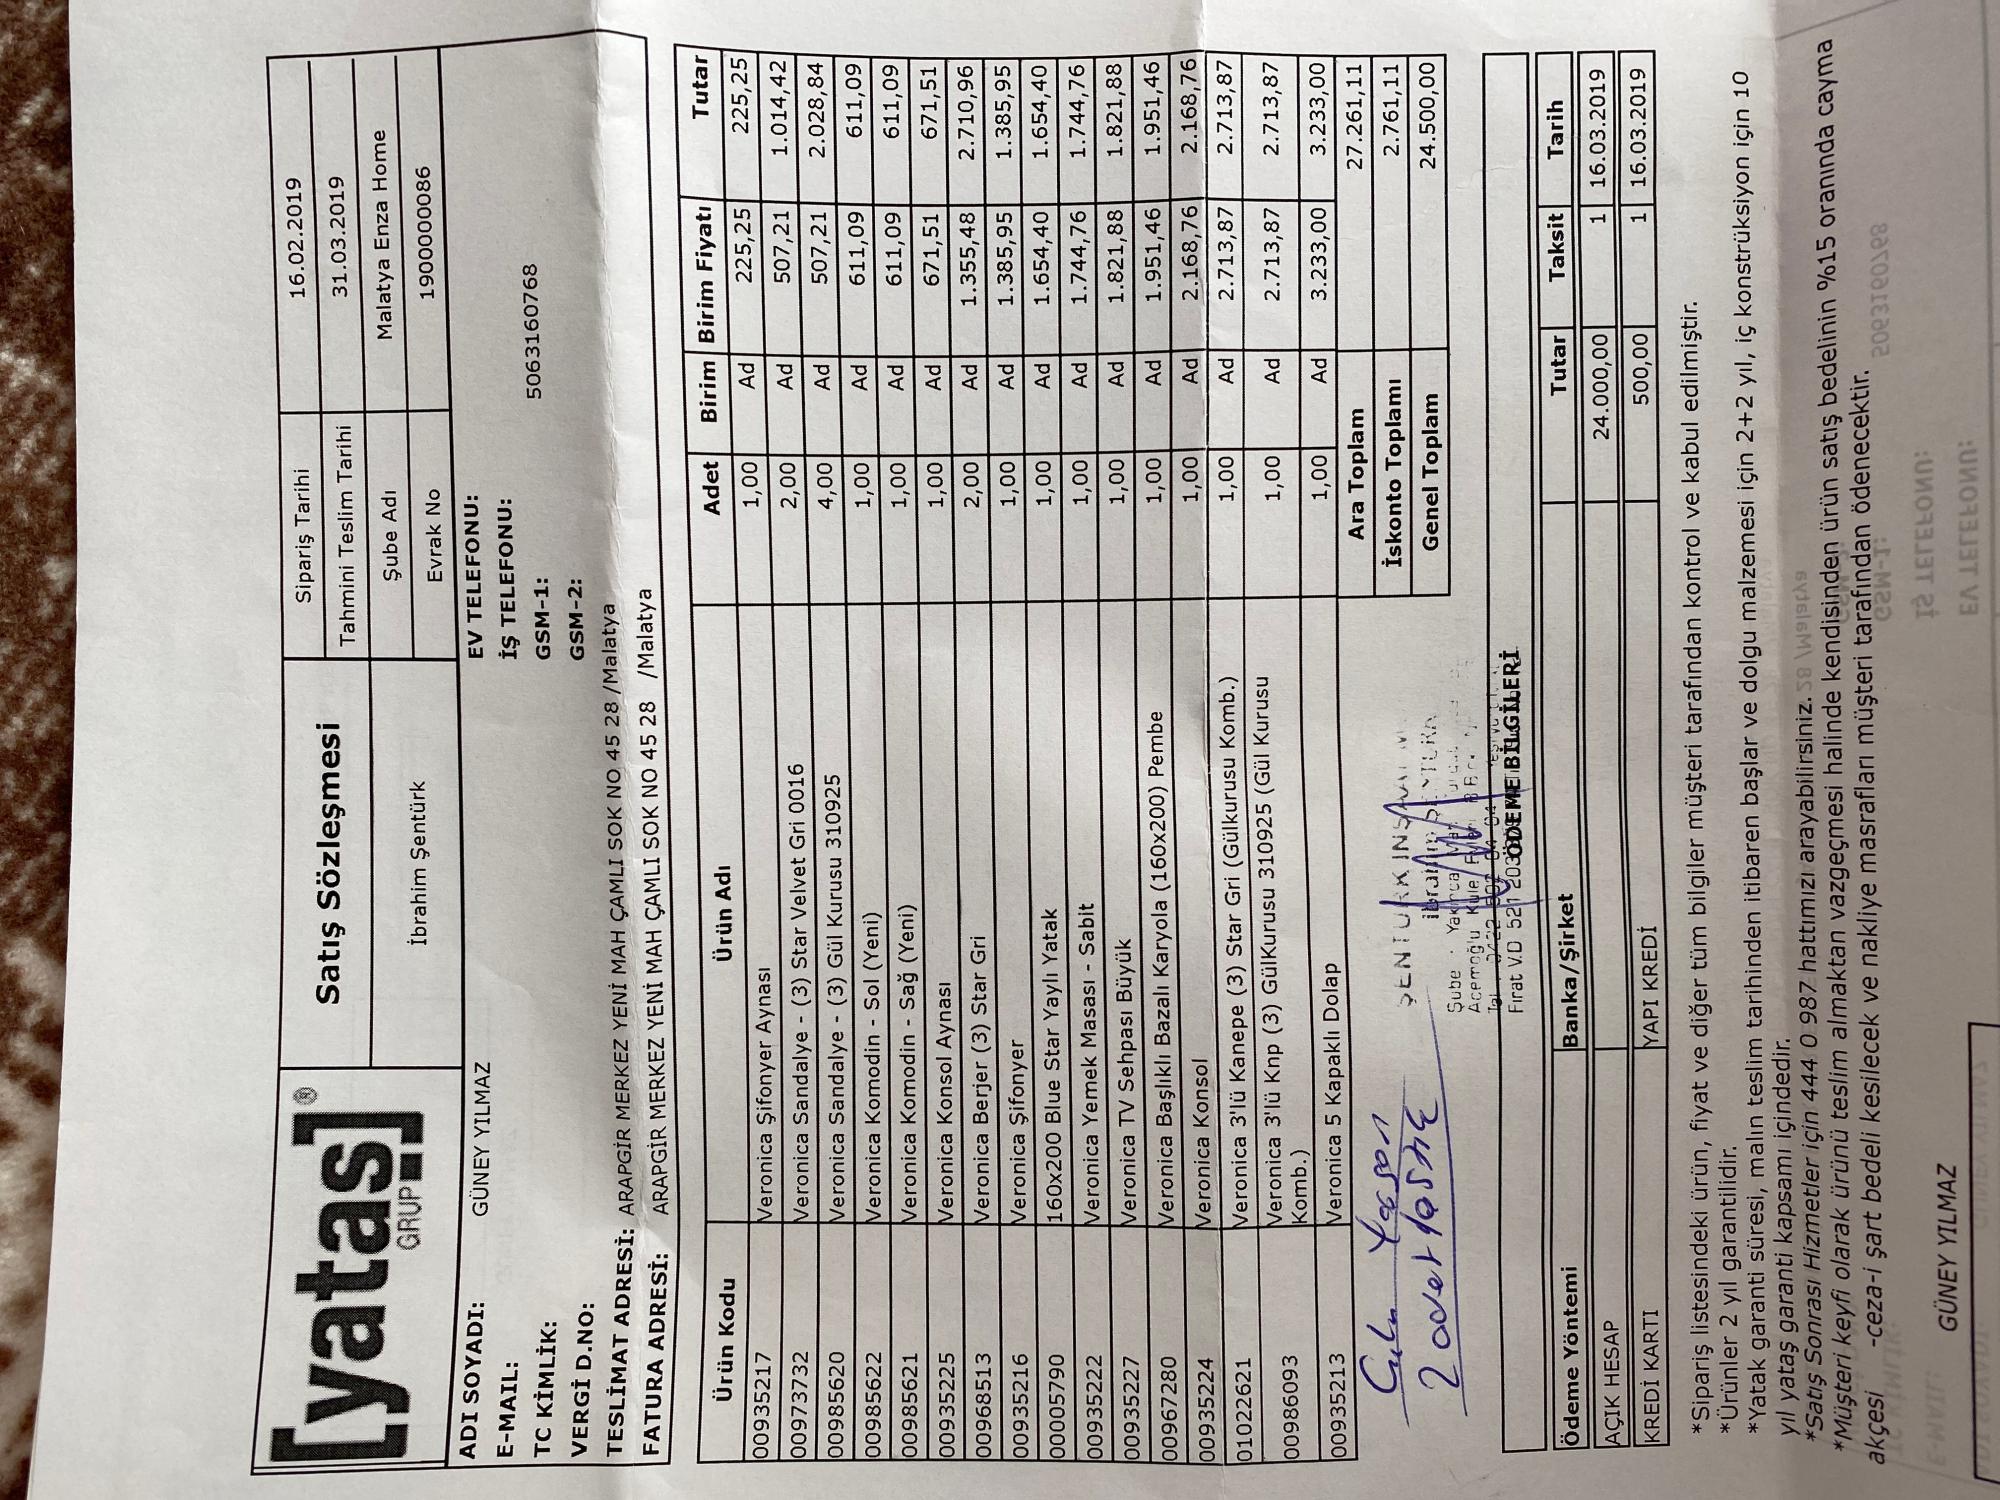 [yataş]®
GRUP
Satış Sözleşmesi
İbrahim Şentürk
Sipariş Tarihi 16.02.2019
Tahmini Teslim Tarihi 31.03.2019
Şube Adı Malatya Enza Home
Evrak No 190000086
ADI SOYADI: GÜNEY YILMAZ
E-MAIL:
TC KİMLİK:
VERGİ D.NO:
EV TELEFONU:
İŞ TELEFONU:
GSM-1: 5063160768
GSM-2:
TESLİMAT ADRESİ: ARAPGİR MERKEZ YENİ MAH ÇAMLI SOK NO 45 28 /Malatya
FATURA ADRESİ: ARAPGİR MERKEZ YENİ MAH ÇAMLI SOK NO 45 28 /Malatya
Ürün Kodu Ürün Adı Adet Birim Birim Fiyatı Tutar
00935217 Veronica Şifonyer Aynası 1,00 Ad 225,25 225,25
00973732 Veronica Sandalye - (3) Star Velvet Gri 0016 2,00 Ad 507,21 1.014,42
00985620 Veronica Sandalye - (3) Gül Kurusu 310925 4,00 Ad 507,21 2.028,84
00985622 Veronica Komodin - Sol (Yeni) 1,00 Ad 611,09 611,09
00985621 Veronica Komodin - Sağ (Yeni) 1,00 Ad 611,09 611,09
00935225 Veronica Konsol Aynası 1,00 Ad 671,51 671,51
00968513 Veronica Berjer (3) Star Gri 2,00 Ad 1.355,48 2.710,96
00935216 Veronica Şifonyer 1,00 Ad 1.385,95 1.385,95
00005790 160x200 Blue Star Yaylı Yatak 1,00 Ad 1.654,40 1.654,40
00935222 Veronica Yemek Masası - Sabit 1,00 Ad 1.744,76 1.744,76
00935227 Veronica TV Sehpası Büyük 1,00 Ad 1.821,88 1.821,88
00967280 Veronica Başlıklı Bazalı Karyola (160x200) Pembe 1,00 Ad 1.951,46 1.951,46
00935224 Veronica Konsol 1,00 Ad 2.168,76 2.168,76
01022621 Veronica 3'lü Kanepe (3) Star Gri (Gülkurusu Komb.) 1,00 Ad 2.713,87 2.713,87
00986093 Veronica 3'lü Knp (3) GülKurusu 310925 (Gül Kurusu 1,00 Ad 2.713,87 2.713,87
Komb.)
00935213 Veronica 5 Kapaklı Dolap 1,00 Ad 3.233,00 3.233,00
Ara Toplam 27.261,11
İskonto Toplamı 2.761,11
Genel Toplam 24.500,00
2 adet
Şube :
Fırat V.D 521
ÖDEME BİLGİLERİ
Ödeme Yöntemi Banka/Şirket Tutar Taksit Tarih
AÇIK HESAP 24.000,00 1 16.03.2019
KREDİ KARTI YAPI KREDİ 500,00 1 16.03.2019
*Sipariş listesindeki ürün, fiyat ve diğer tüm bilgiler müşteri tarafından kontrol ve kabul edilmiştir.
*Ürünler 2 yıl garantilidir.
*Yatak garanti süresi, malın teslim tarihinden itibaren başlar ve dolgu malzemesi için 2+2 yıl, iç konstrüksiyon için 10
yıl yataş garanti kapsamı içindedir.
*Satış Sonrası Hizmetler için 444 0 987 hattımızı arayabilirsiniz.
*Müşteri keyfi olarak ürünü teslim almaktan vazgeçmesi halinde kendisinden ürün satış bedelinin %15 oranında cayma
akçesi -ceza-i şart bedeli kesilecek ve nakliye masrafları müşteri tarafından ödenecektir.
GÜNEY YILMAZ